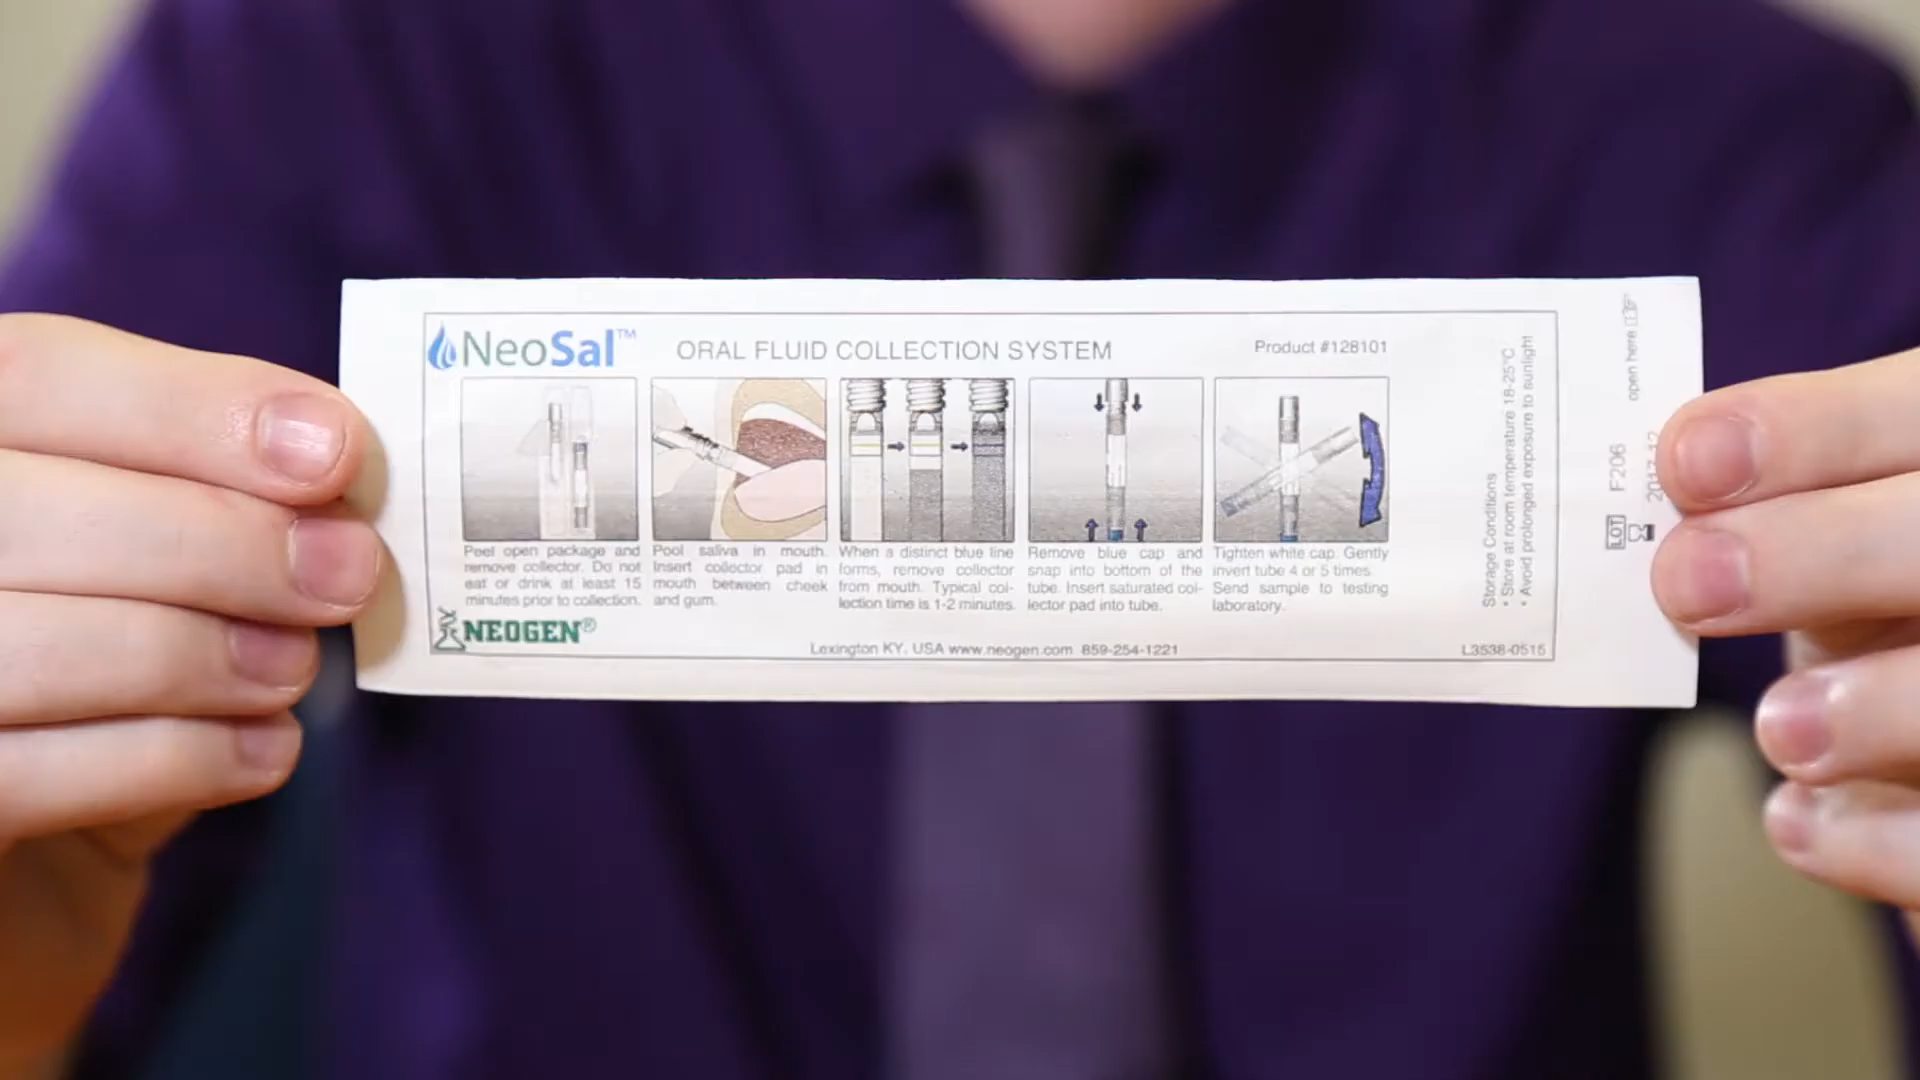 NeoSal™
ORAL FLUID COLLECTION SYSTEM
Product #128101
Peel open package and
remove collector. Do not
eat or drink at least 15
minutes prior to collection.
Pool saliva in mouth.
Insert collector pad in
mouth between cheek
and gum.
When a distinct blue line
forms, remove collector
from mouth. Typical col-
lection time is 1-2 minutes.
Remove blue cap and
snap into bottom of the
tube. Insert saturated col-
lector pad into tube.
Tighten white cap. Gently
invert tube 4 or 5 times.
Send sample to testing
laboratory.
NEOGEN®
Lexington KY, USA www.neogen.com 859-254-1221
L3538-0515
Storage Conditions
• Store at room temperature 18-25°C
• Avoid prolonged exposure to sunlight
LOT F206
open here